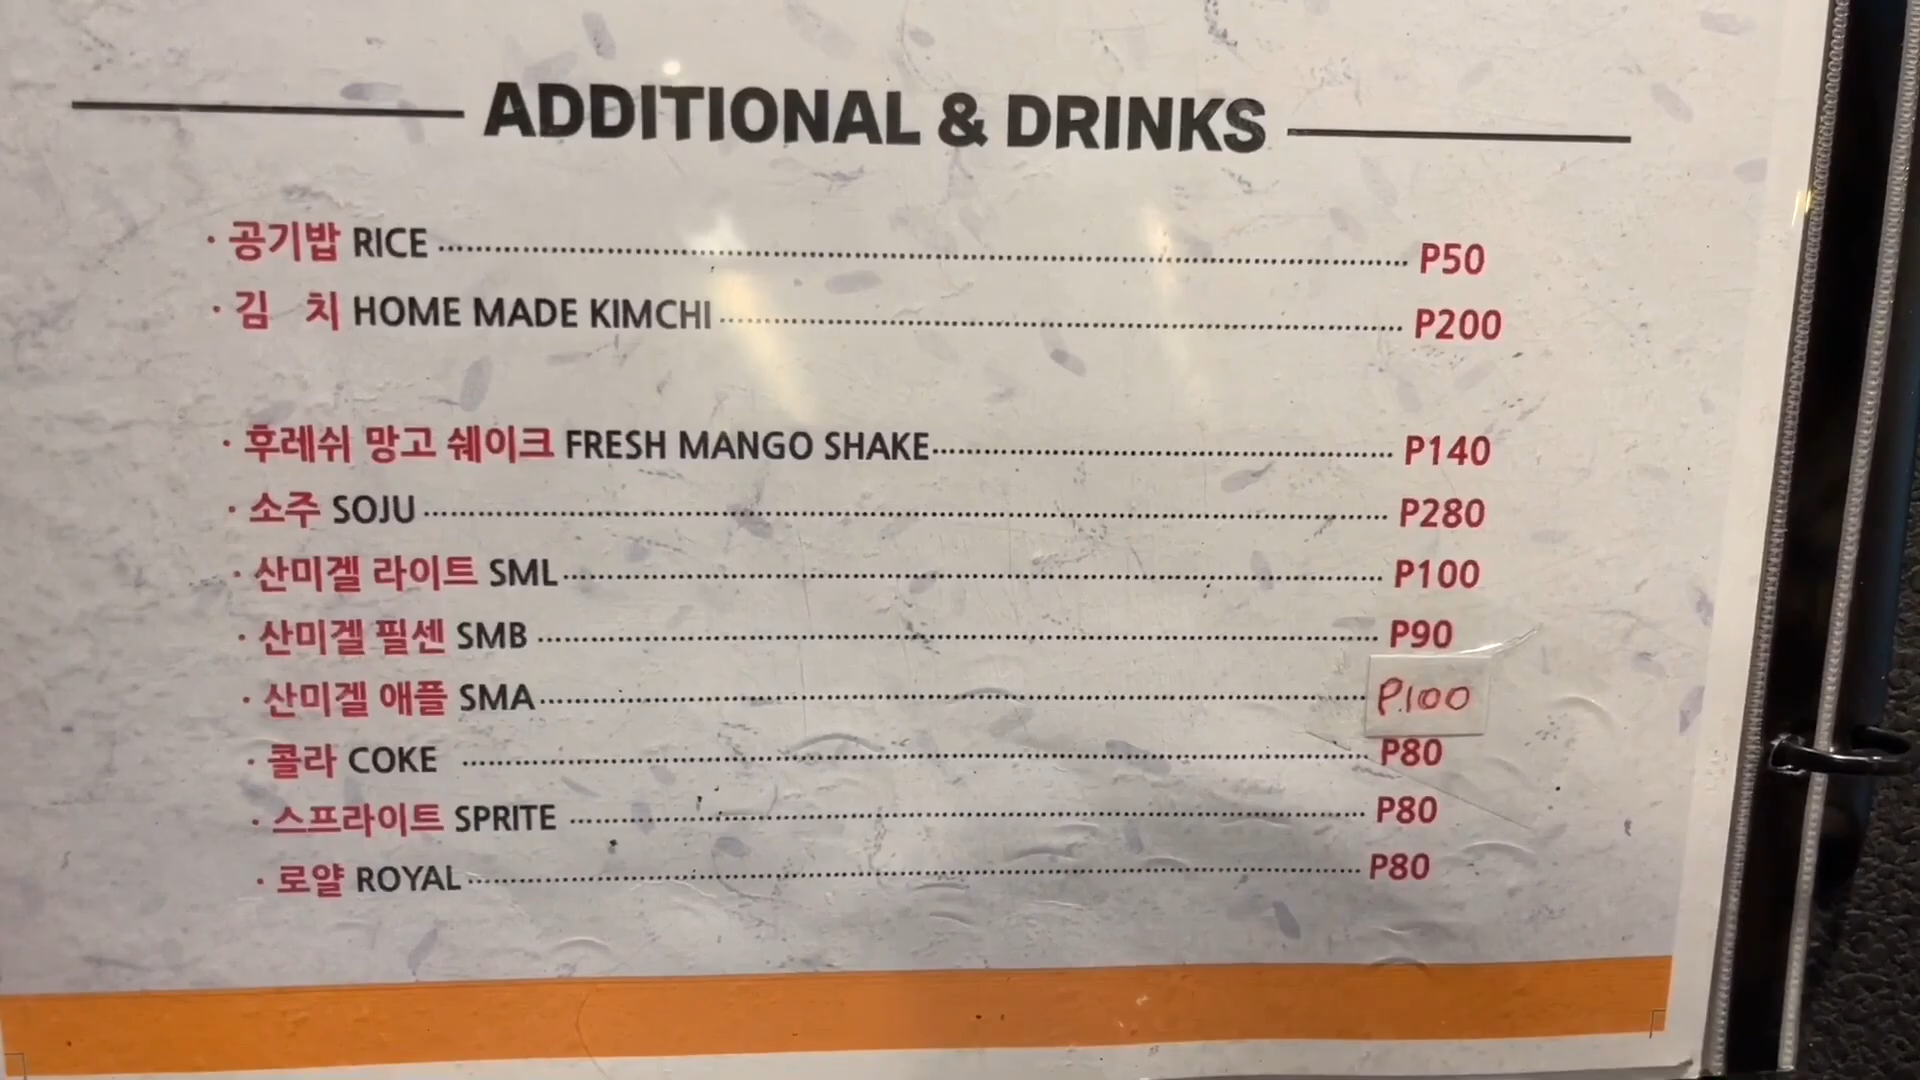 ADDITIONAL & DRINKS
· 공기밥 RICE P50
· 김 치 HOME MADE KIMCHI P200
· 후레쉬 망고 쉐이크 FRESH MANGO SHAKE P140
· 소주 SOJU P280
· 산미겔 라이트 SML P100
· 산미겔 필센 SMB P90
· 산미겔 애플 SMA P.100
· 콜라 COKE P80
· 스프라이트 SPRITE P80
· 로얄 ROYAL P80